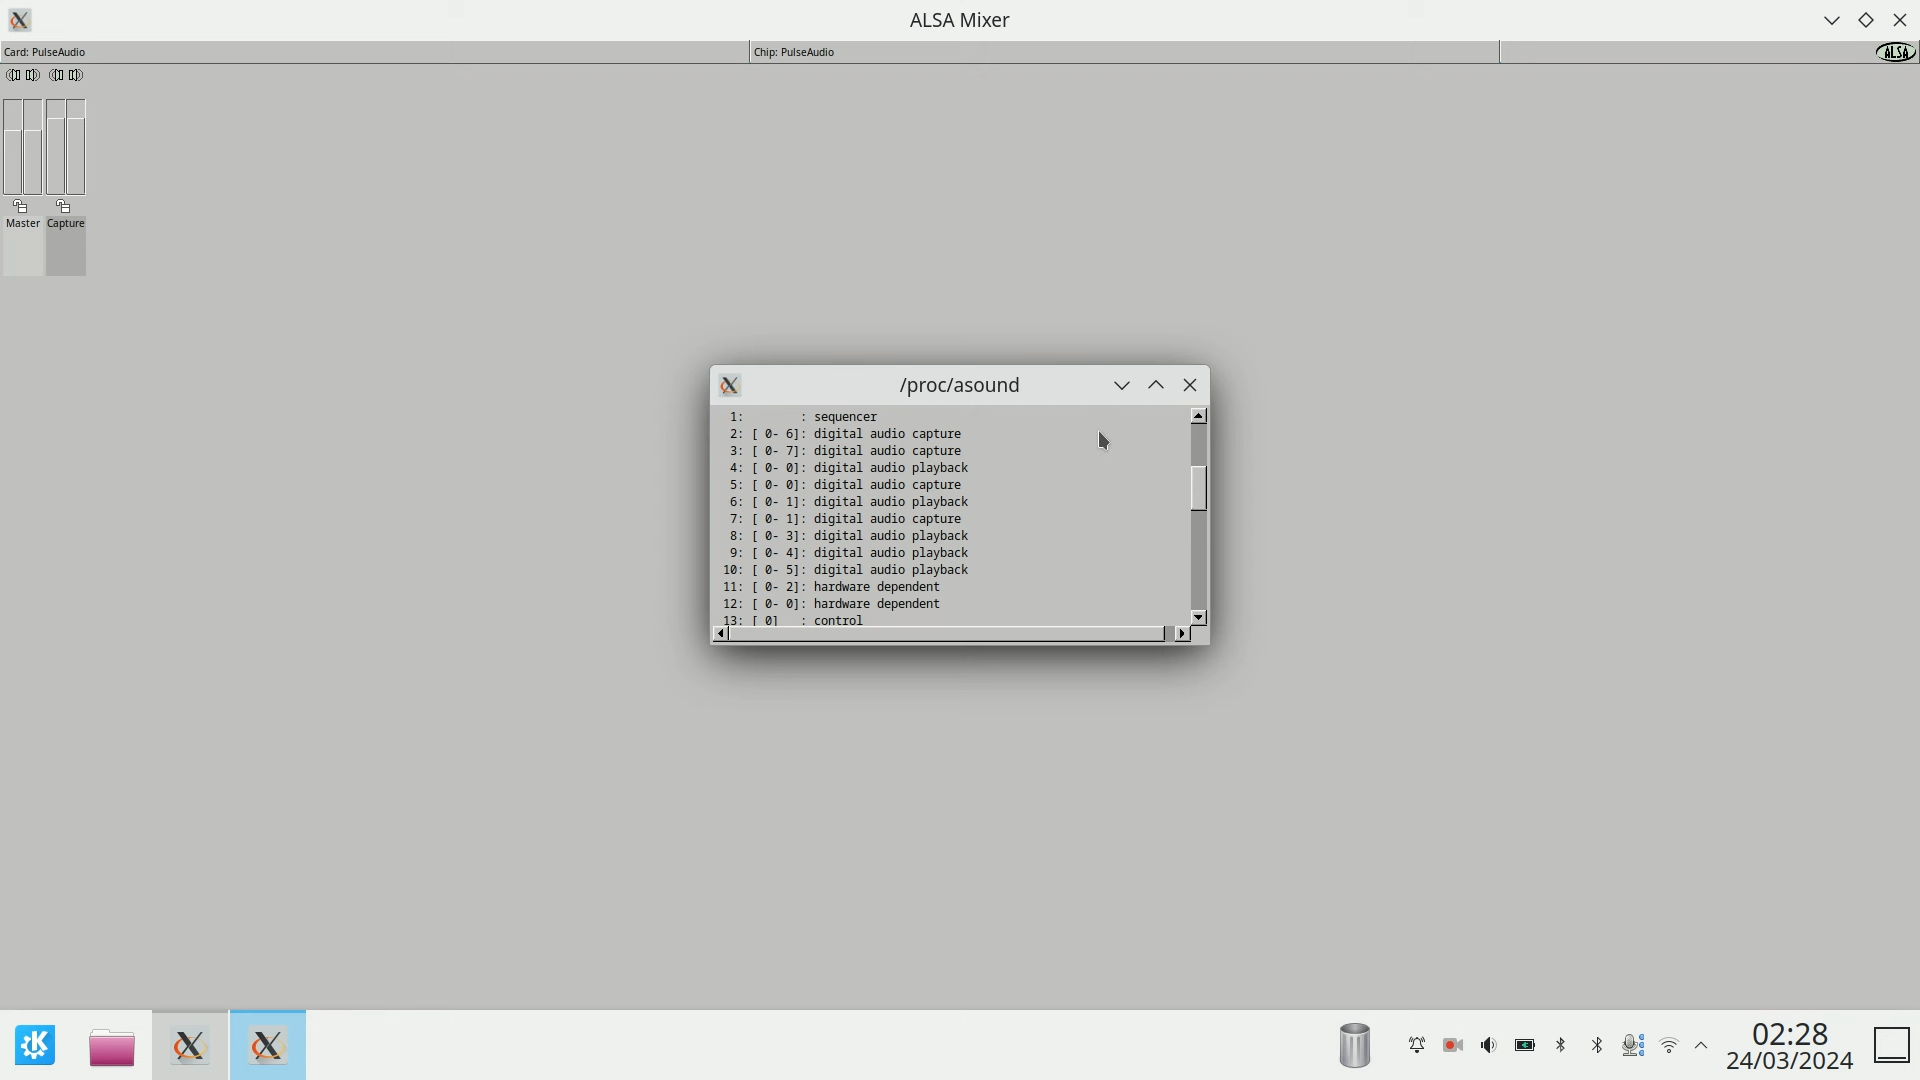 ALSA Mixer
Card: PulseAudio
Chip: PulseAudio
ALSA
Master
Capture
/proc/asound
1:        : sequencer
2: [ 0- 6]: digital audio capture
3: [ 0- 7]: digital audio capture
4: [ 0- 0]: digital audio playback
5: [ 0- 0]: digital audio capture
6: [ 0- 1]: digital audio playback
7: [ 0- 1]: digital audio capture
8: [ 0- 3]: digital audio playback
9: [ 0- 4]: digital audio playback
10: [ 0- 5]: digital audio playback
11: [ 0- 2]: hardware dependent
12: [ 0- 0]: hardware dependent
13: [ 0]   : control
02:28
24/03/2024